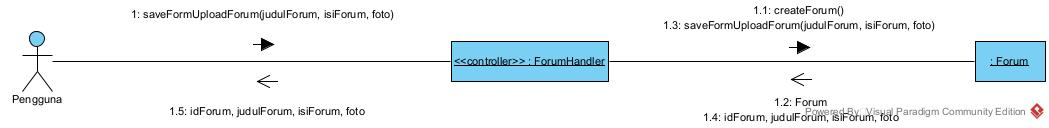 1: saveFormUploadForum(judulForum, isiForum, foto)
1.1: createForum()
1.3: saveFormUploadForum(judulForum, isiForum, foto)
<<controller>> : ForumHandler
: Forum
Pengguna
1.5: idForum, judulForum, isiForum, foto
1.2: Forum
Powered By Visual Paradigm Community Edition
1.4: idForum, judulForum, isiForum, foto